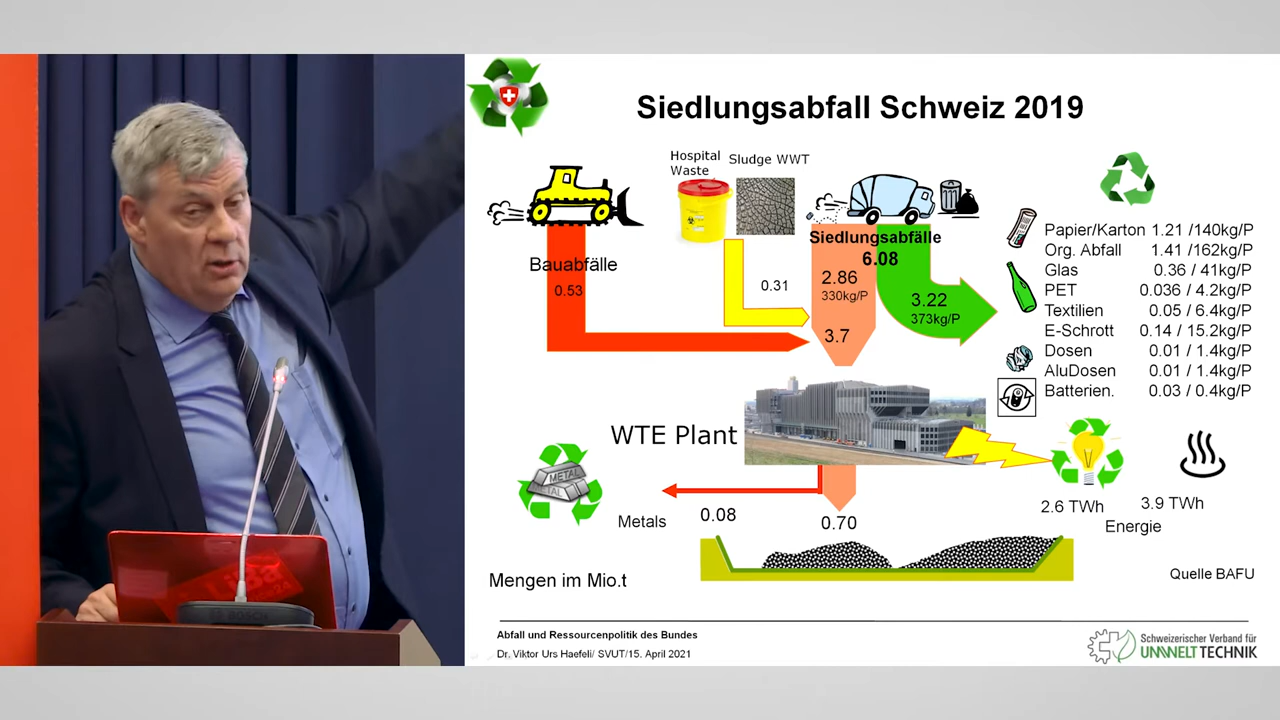 Siedlungsabfall Schweiz 2019
Hospital
Waste
Sludge WWT
Bauabfälle
0.53
0.31
Siedlungsabfälle
6.08
2.86
330kg/P
3.22
373kg/P
3.7
Papier/Karton 1.21 /140kg/P
Org. Abfall 1.41 /162kg/P
Glas 0.36 / 41kg/P
PET 0.036 / 4.2kg/P
Textilien 0.05 / 6.4kg/P
E-Schrott 0.14 / 15.2kg/P
Dosen 0.01 / 1.4kg/P
AluDosen 0.01 / 1.4kg/P
Batterien. 0.03 / 0.4kg/P
WTE Plant
METAL
METAL
Metals
0.08
0.70
2.6 TWh
3.9 TWh
Energie
Mengen im Mio.t
Quelle BAFU
Abfall und Ressourcenpolitik des Bundes
Dr. Viktor Urs Haefeli/ SVUT/15. April 2021
Schweizerischer Verband für
UMWELTTECHNIK
BOSCH